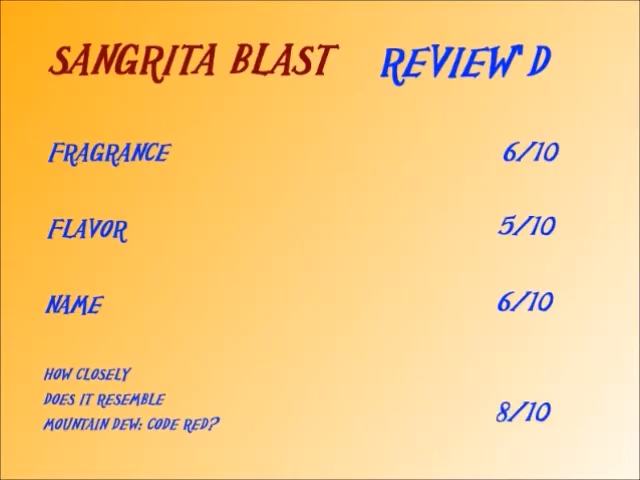 SANGRITA BLAST REVIEW'D
FRAGRANCE 6/10
FLAVOR 5/10
NAME 6/10
HOW CLOSELY
DOES IT RESEMBLE
MOUNTAIN DEW: CODE RED? 8/10